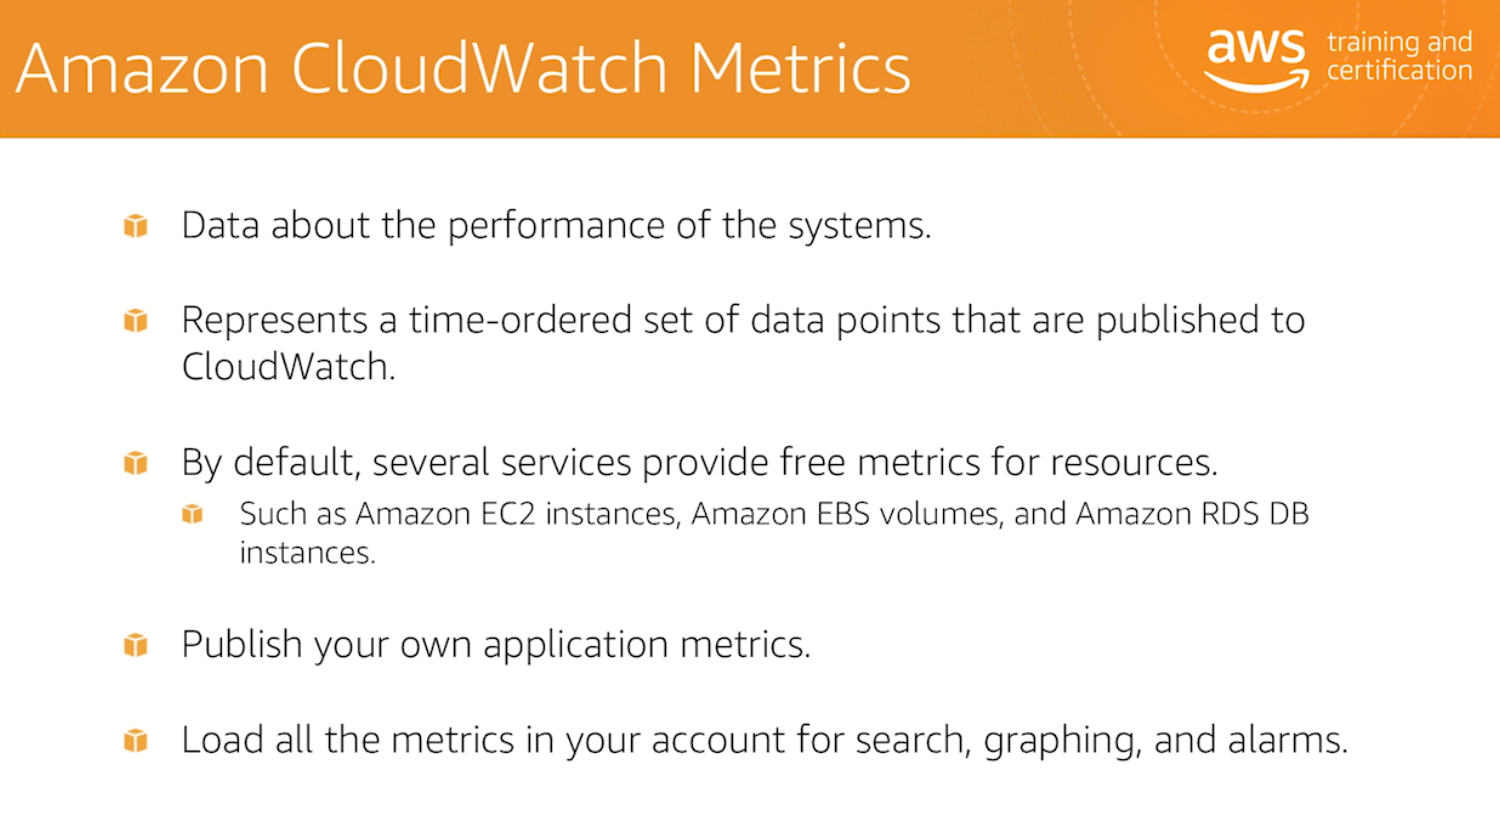 Amazon CloudWatch Metrics
aws
training and
certification
Data about the performance of the systems.
Represents a time-ordered set of data points that are published to
CloudWatch.
By default, several services provide free metrics for resources.
Such as Amazon EC2 instances, Amazon EBS volumes, and Amazon RDS DB
instances.
Publish your own application metrics.
Load all the metrics in your account for search, graphing, and alarms.